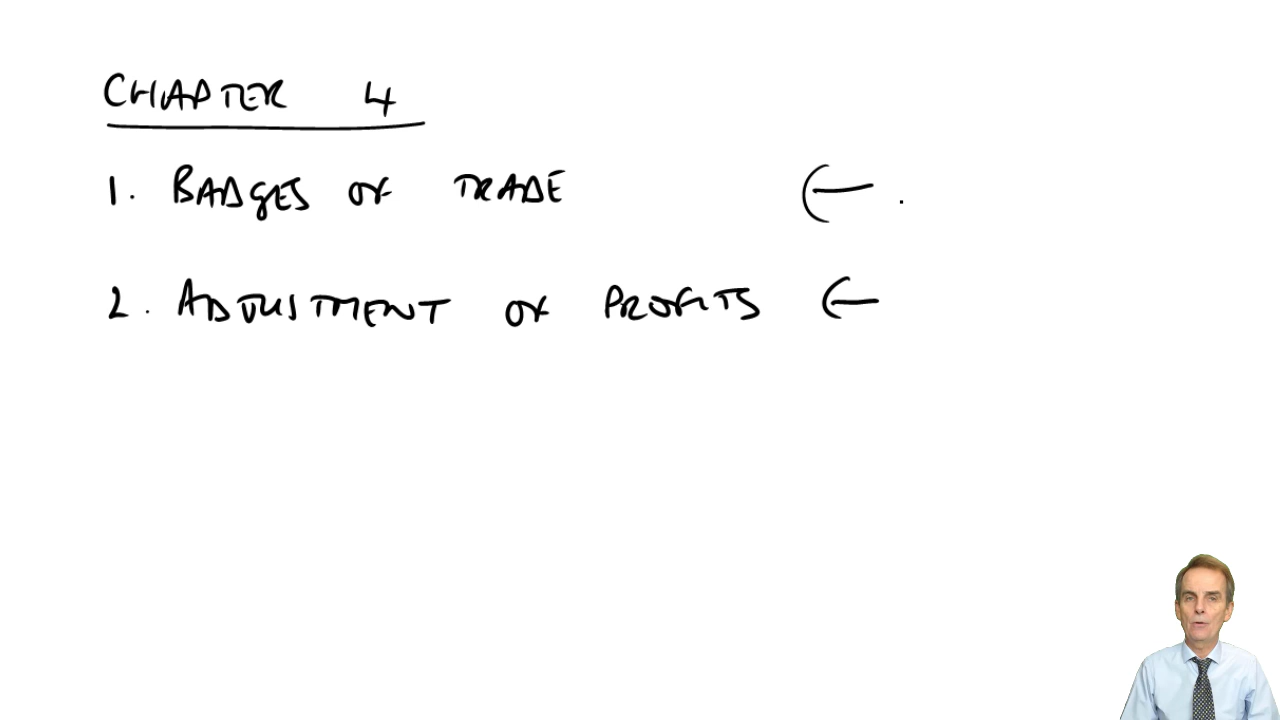 CHAPTER 4
1. BADGES OF TRADE
2. ADJUSTMENT OF PROFITS